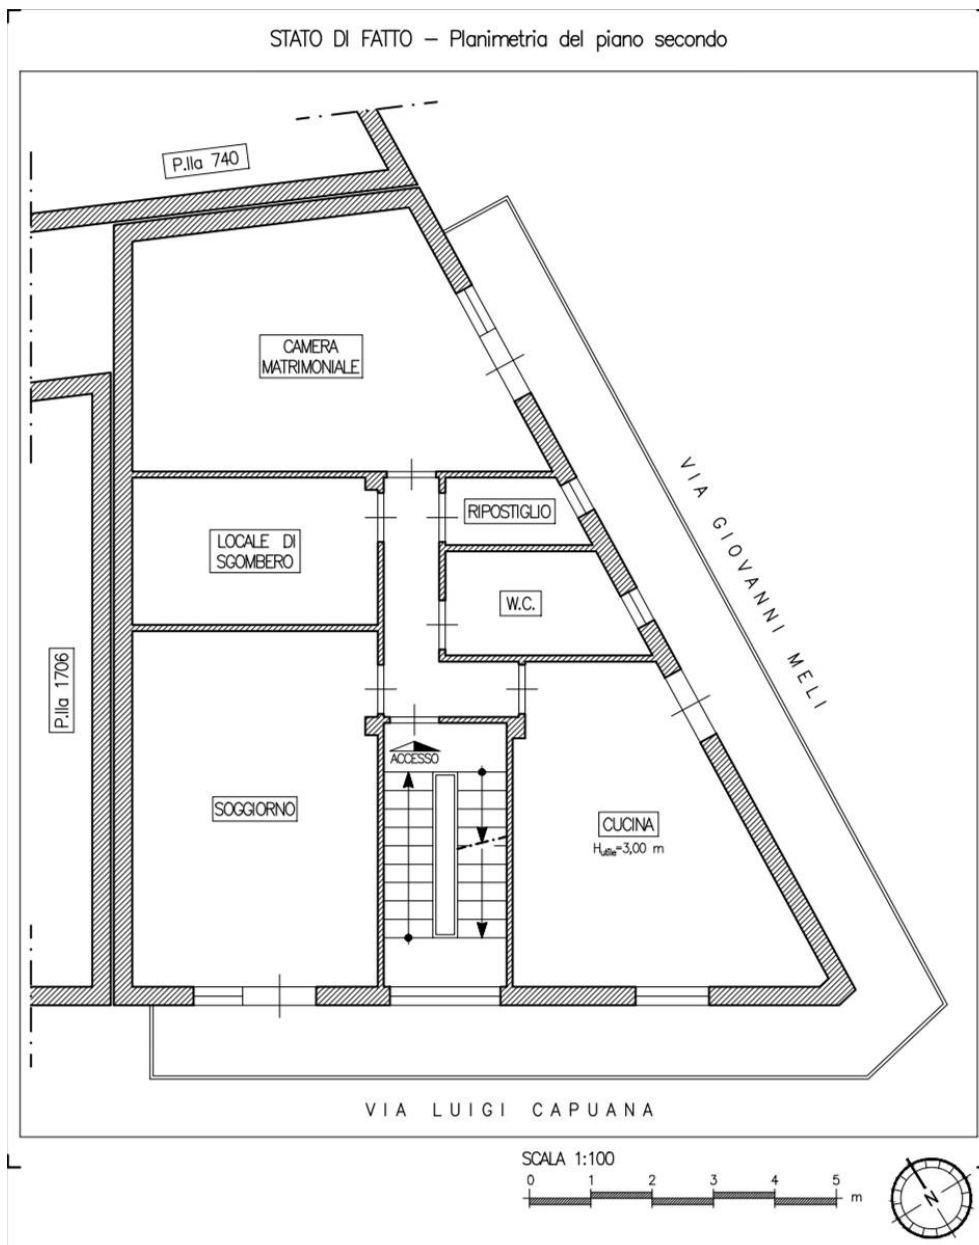 STATO DI FATTO – Planimetria del piano secondo
P.lla 740
CAMERA
MATRIMONIALE
RIPOSTIGLIO
LOCALE DI
SGOMBERO
W.C.
VIA GIOVANNI MELI
P.lla 1706
ACCESSO
SOGGIORNO
CUCINA
Hutile=3,00 m
VIA LUIGI CAPUANA
SCALA 1:100
0 1 2 3 4 5 m
N